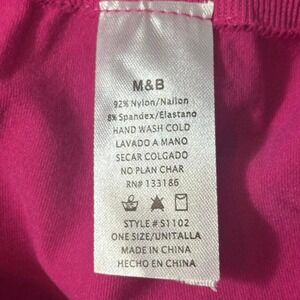 M&B
92% Nylon/Nailon
8% Spandex/Elastano
HAND WASH COLD
LAVADO A MANO
SECAR COLGADO
NO PLAN CHAR
RN# 133186
STYLE # S1102
ONE SIZE/UNITALLA
MADE IN CHINA
HECHO EN CHINA